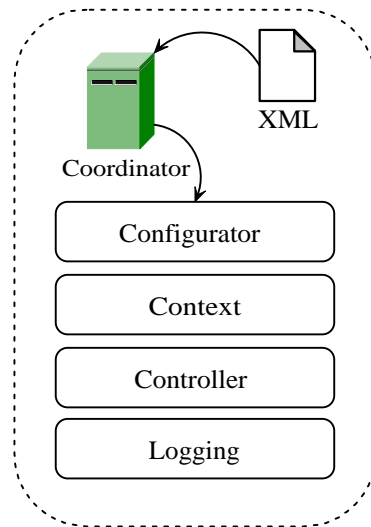 XML
Coordinator
Configurator
Context
Controller
Logging